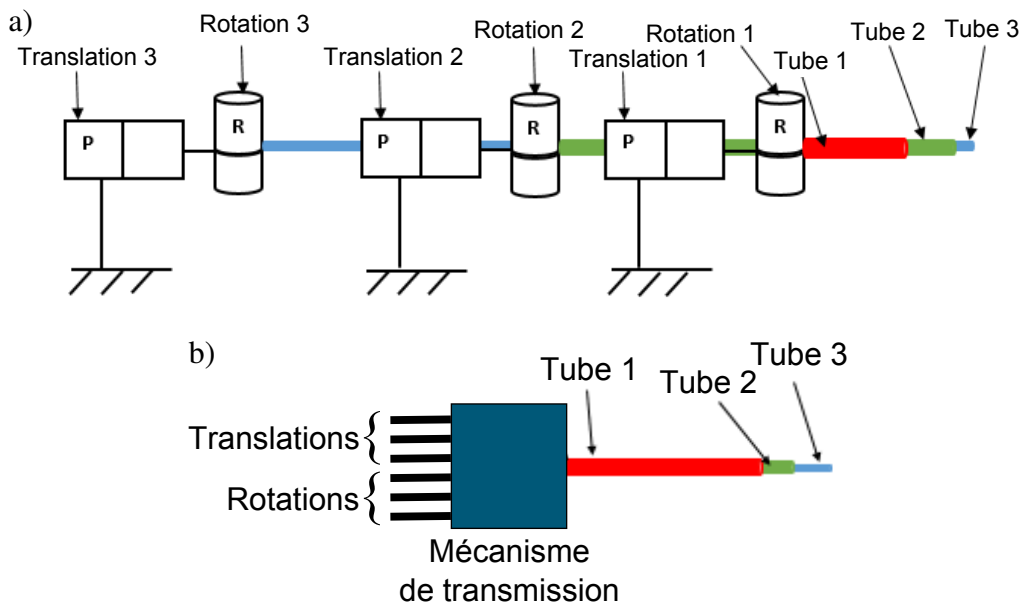 a)
Translation 3
Rotation 3
Translation 2
Rotation 2
Translation 1
Rotation 1
Tube 1
Tube 2
Tube 3
P
R
P
R
P
R
b)
Translations
Rotations
Tube 1
Tube 2
Tube 3
Mécanisme
de transmission